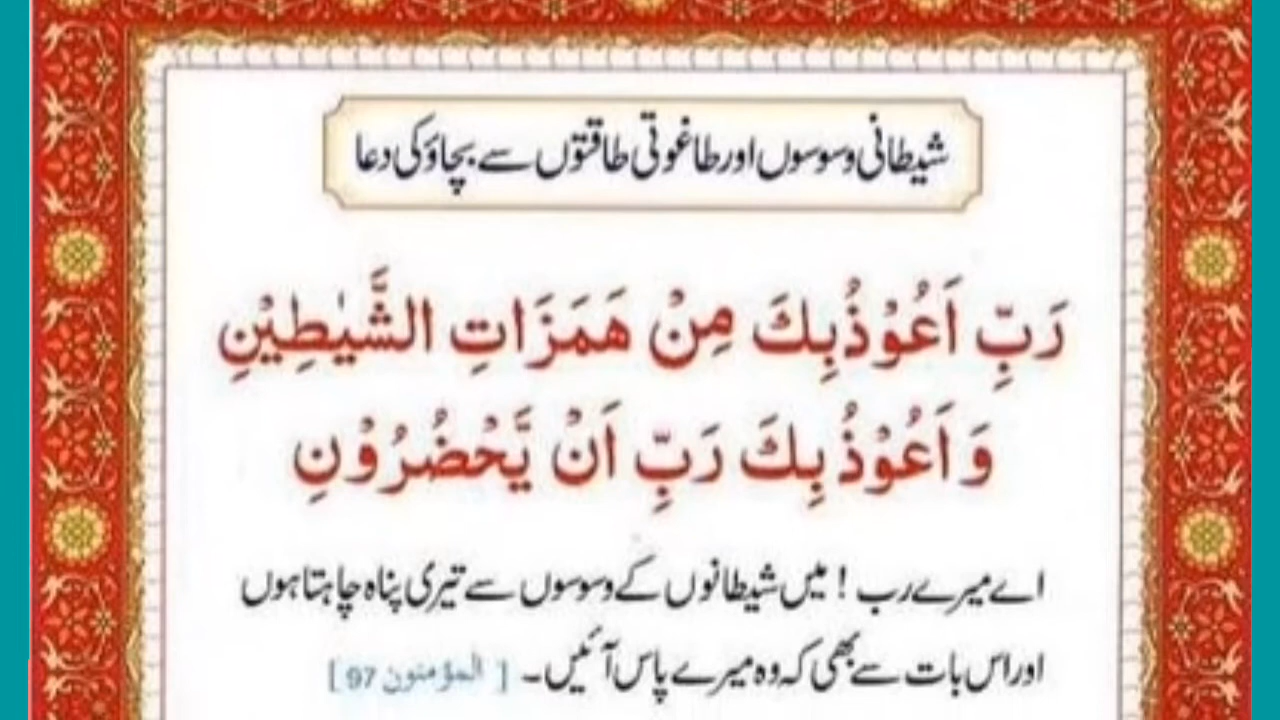 شیطانی وسوسوں اور طاغوتی طاقتوں سے بچاؤ کی دعا
رَبِّ اَعُوْذُبِكَ مِنْ هَمَزَاتِ الشَّيٰطِيْنِ
وَ اَعُوْذُ بِكَ رَبِّ اَنْ يَّحْضُرُوْنِ
اے میرے رب ! میں شیطانوں کے وسوسوں سے تیری پناہ چاہتا ہوں
اور اس بات سے بھی کہ وہ میرے پاس آئیں۔ [ المؤمنون 97 ]